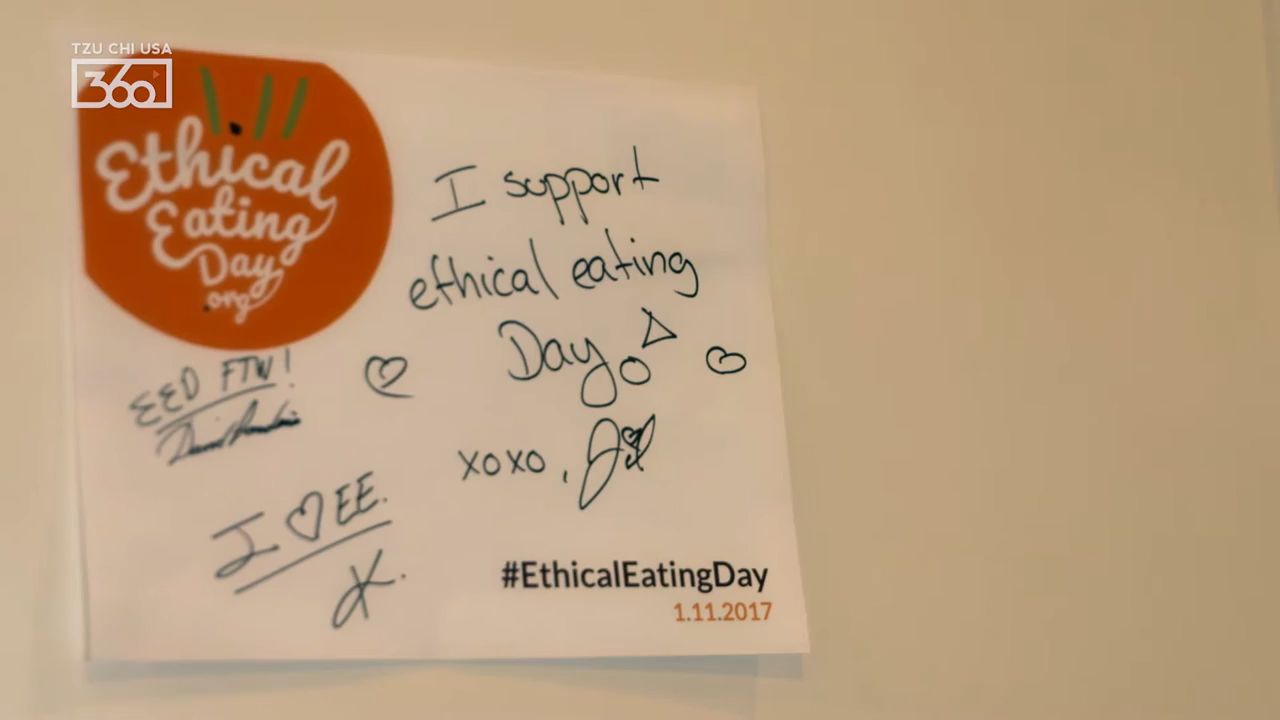 TZU CHI USA
360
Ethical
Eating
Day
.org
I support
ethical eating
Day!
EED FTW!
xoxo,
I ♡ EE.
K.
#EthicalEatingDay
1.11.2017